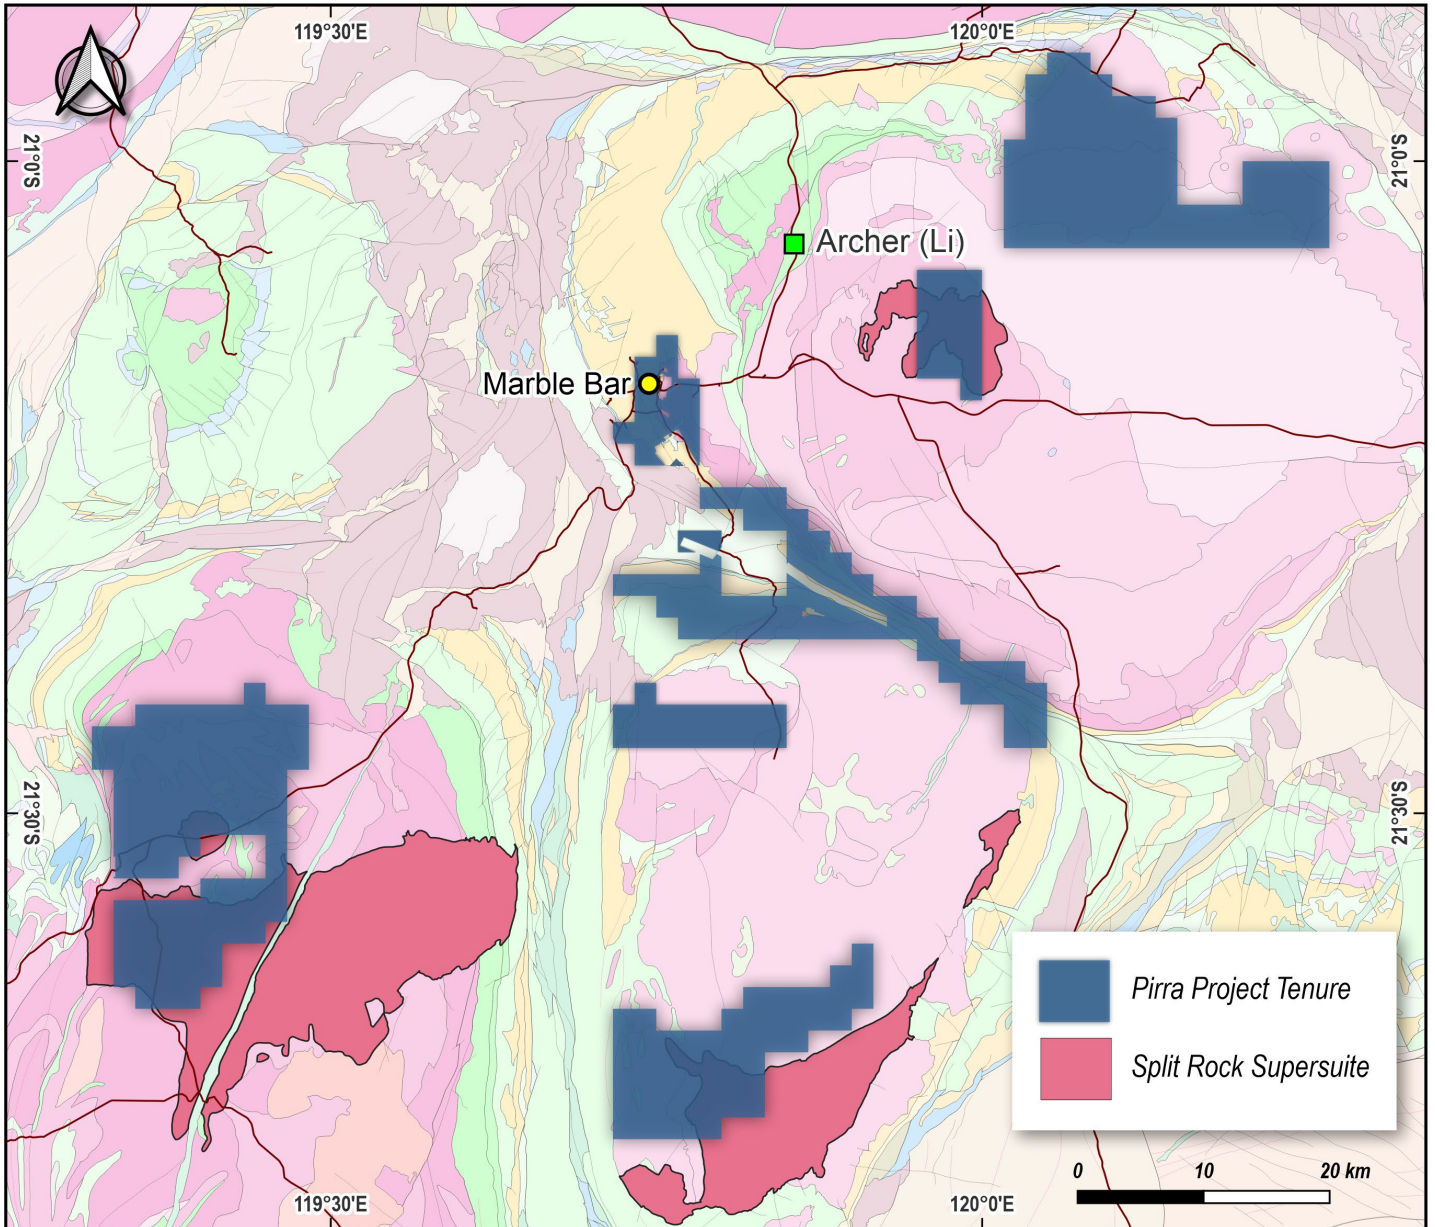 119°30'E
120°0'E
21°0'S
21°0'S
Archer (Li)
Marble Bar
21°30'S
21°30'S
Pirra Project Tenure
Split Rock Supersuite
0 10 20 km
119°30'E
120°0'E